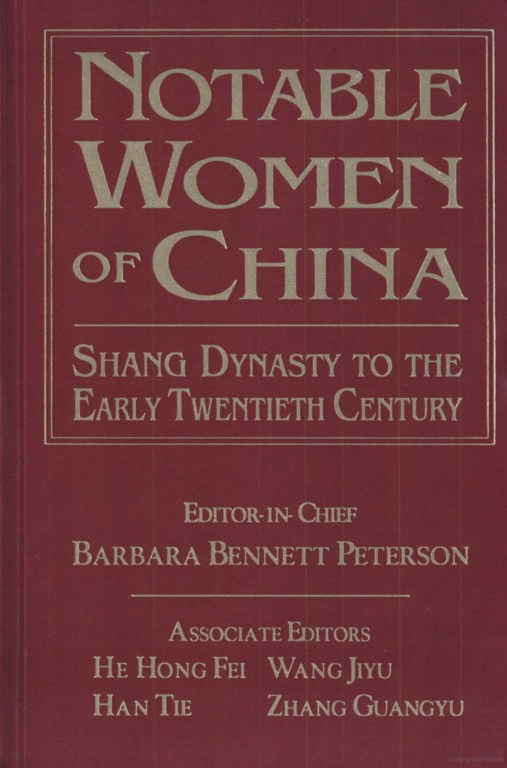 NOTABLE
WOMEN
OF CHINA
SHANG DYNASTY TO THE
EARLY TWENTIETH CENTURY
EDITOR-IN-CHIEF
BARBARA BENNETT PETERSON
ASSOCIATE EDITORS
HE HONG FEI WANG JIYU
HAN TIE ZHANG GUANGYU